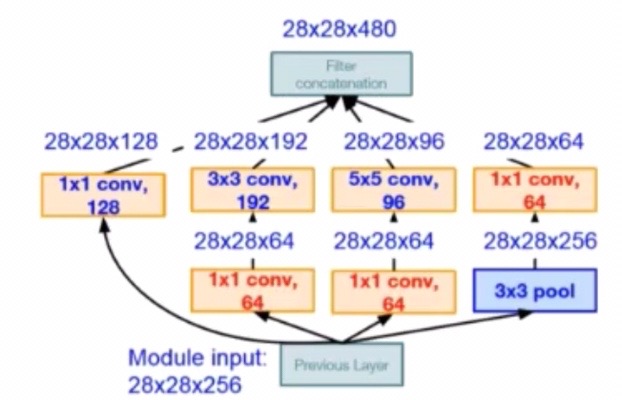 28x28x480
Filter
concatenation
28x28x128
28x28x192
28x28x96
28x28x64
1x1 conv,
128
3x3 conv,
192
5x5 conv,
96
1x1 conv,
64
28x28x64
28x28x64
28x28x256
1x1 conv,
64
1x1 conv,
64
3x3 pool
Module input:
28x28x256
Previous Layer